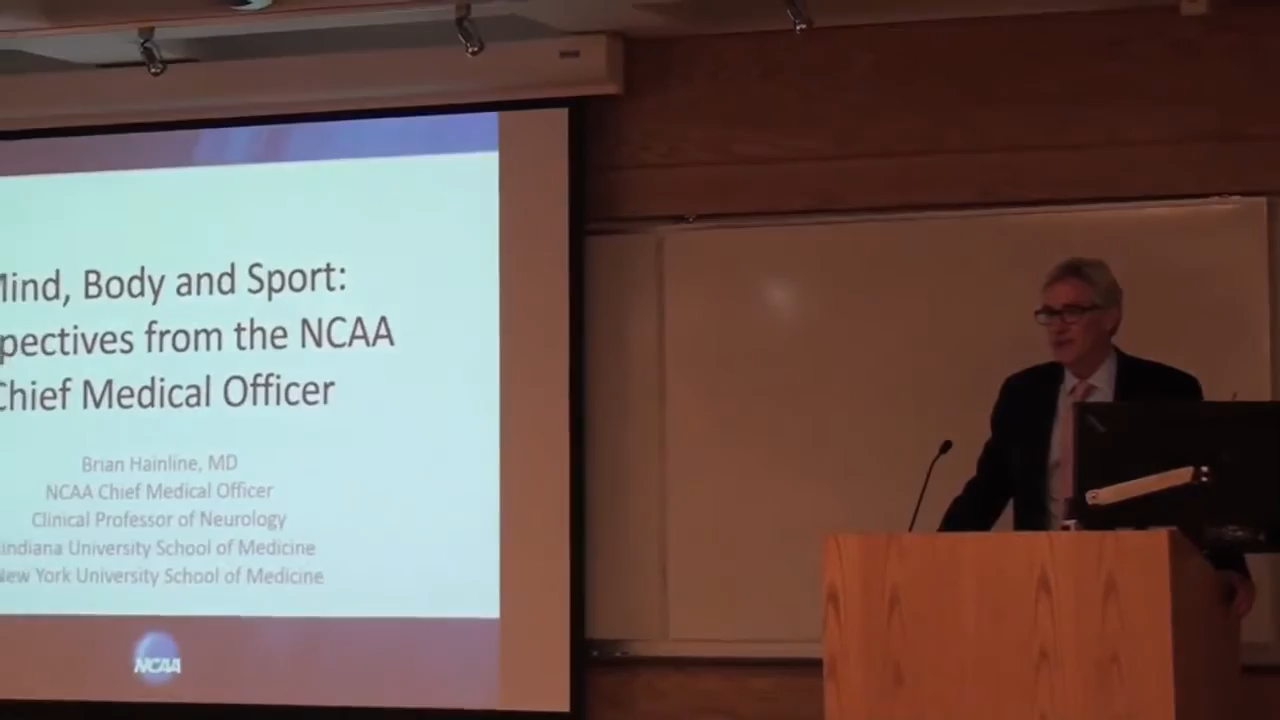 Mind, Body and Sport:
pectives from the NCAA
Chief Medical Officer
Brian Hainline, MD
NCAA Chief Medical Officer
Clinical Professor of Neurology
Indiana University School of Medicine
New York University School of Medicine
NCAA